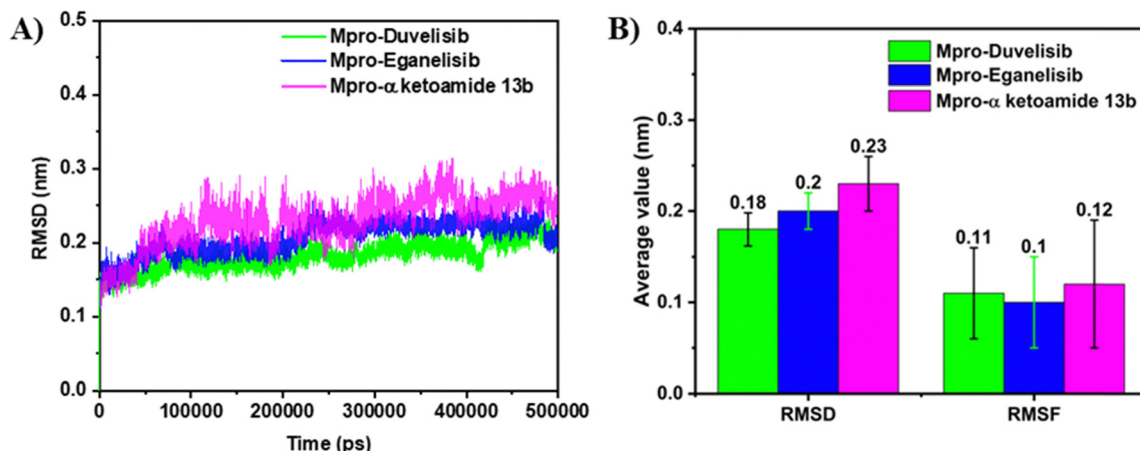 A)
Mpro-Duvelisib
Mpro-Eganelisib
Mpro-α ketoamide 13b
RMSD (nm)
0.5
0.4
0.3
0.2
0.1
0.0
0 100000 200000 300000 400000 500000
Time (ps)
B)
Mpro-Duvelisib
Mpro-Eganelisib
Mpro-α ketoamide 13b
Average value (nm)
0.4
0.3
0.2
0.1
0.0
0.18
0.2
0.23
0.11
0.1
0.12
RMSD RMSF